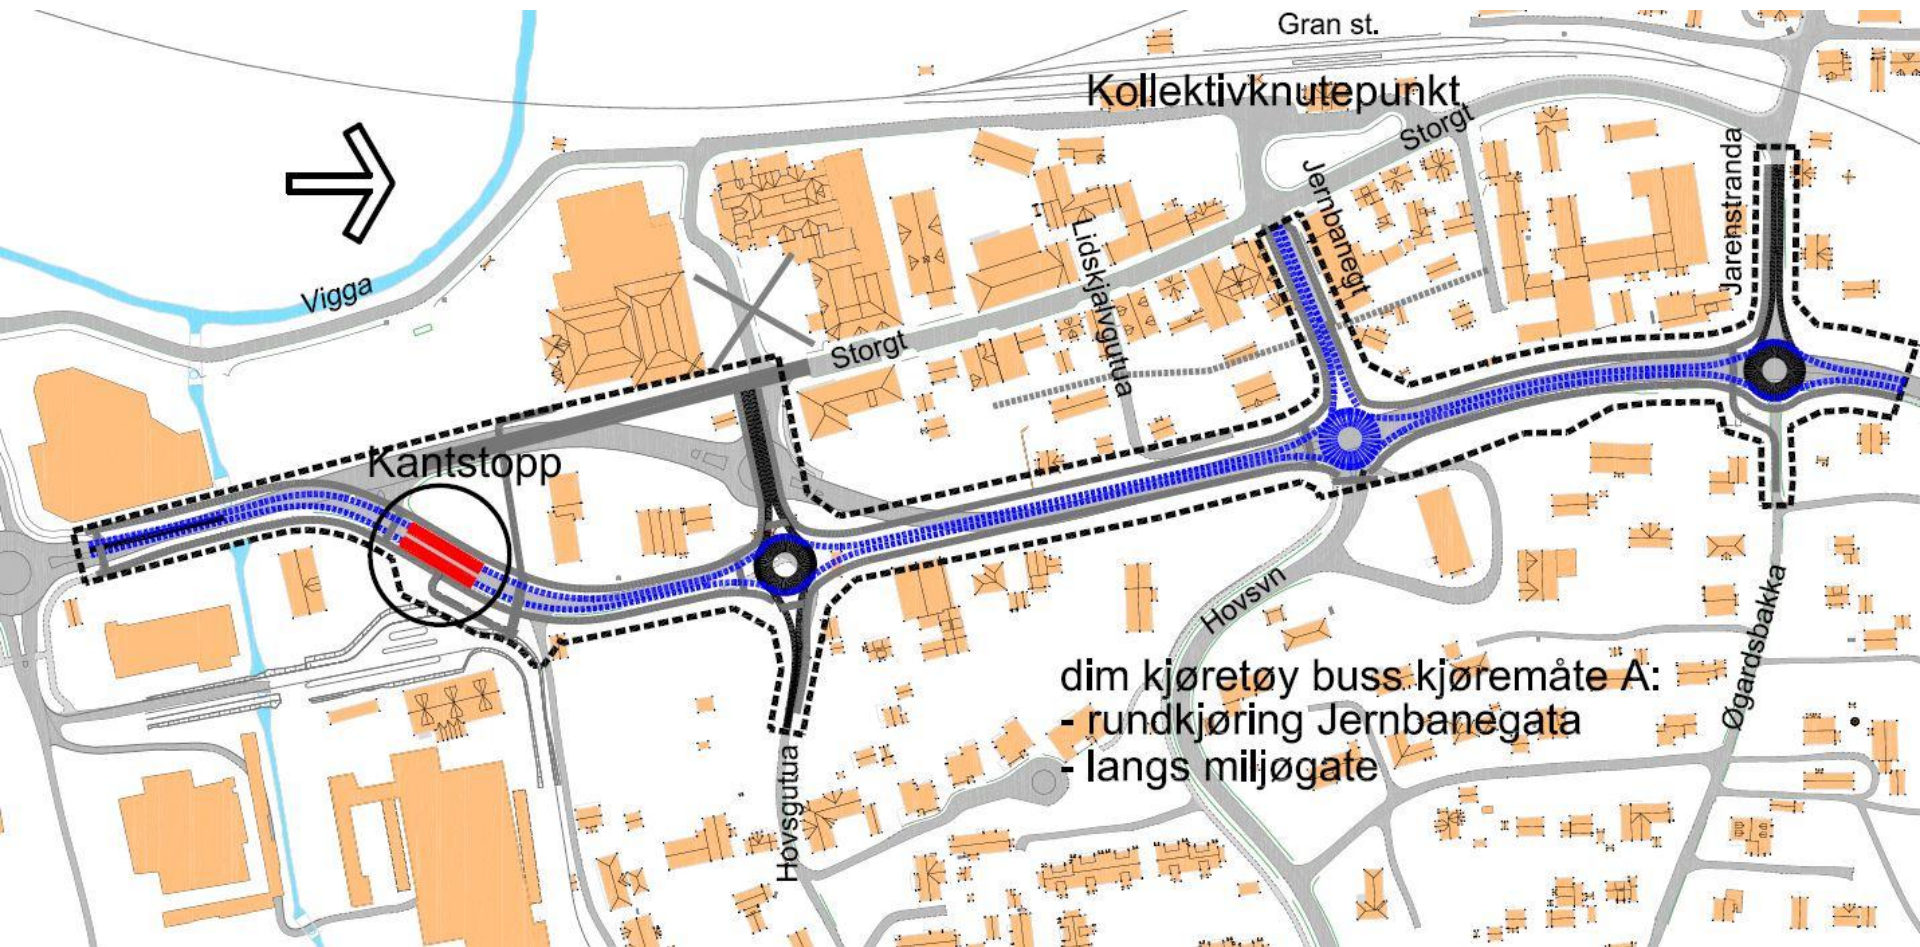 Gran st.
Kollektivknutepunkt
Storgt
Jernbanegt
Jarenstranda
Lidskjalvgutua
Vigga
Storgt
Kantstopp
Hovsvn
Øgardsbakka
Hovsgutua
dim kjøretøy buss kjøremåte A:
- rundkjøring Jernbanegata
- langs miljøgate